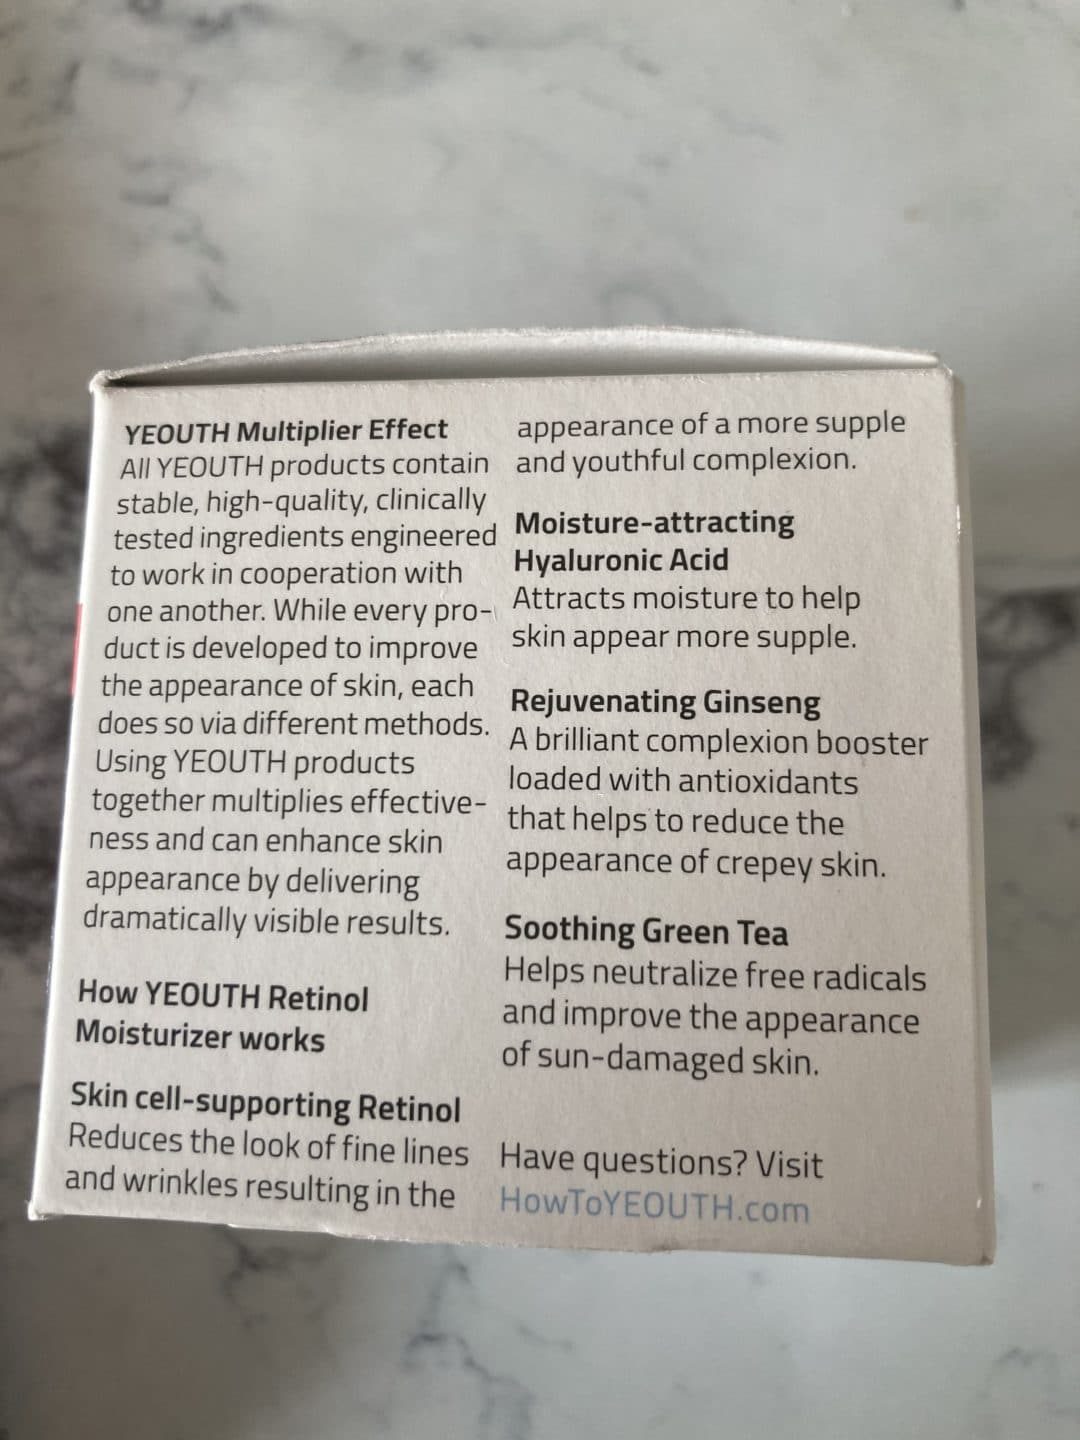 YEOUTH Multiplier Effect
All YEOUTH products contain
stable, high-quality, clinically
tested ingredients engineered
to work in cooperation with
one another. While every pro-
duct is developed to improve
the appearance of skin, each
does so via different methods.
Using YEOUTH products
together multiplies effective-
ness and can enhance skin
appearance by delivering
dramatically visible results.
How YEOUTH Retinol
Moisturizer works
Skin cell-supporting Retinol
Reduces the look of fine lines
and wrinkles resulting in the
appearance of a more supple
and youthful complexion.
Moisture-attracting
Hyaluronic Acid
Attracts moisture to help
skin appear more supple.
Rejuvenating Ginseng
A brilliant complexion booster
loaded with antioxidants
that helps to reduce the
appearance of crepey skin.
Soothing Green Tea
Helps neutralize free radicals
and improve the appearance
of sun-damaged skin.
Have questions? Visit
HowToYEOUTH.com